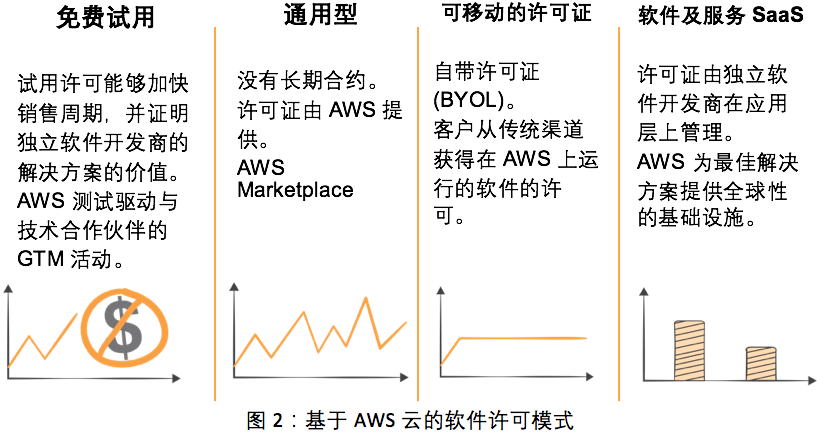 免费试用
试用许可能够加快
销售周期，并证明
独立软件开发商的
解决方案的价值。
AWS 测试驱动与
技术合作伙伴的
GTM 活动。
$
通用型
没有长期合约。
许可证由 AWS 提
供。
AWS
Marketplace
可移动的许可证
自带许可证
(BYOL)。
客户从传统渠道
获得在 AWS 上运
行的软件的许
可。
软件及服务 SaaS
许可证由独立软
件开发商在应用
层上管理。
AWS 为最佳解决
方案提供全球性
的基础设施。
图 2：基于 AWS 云的软件许可模式